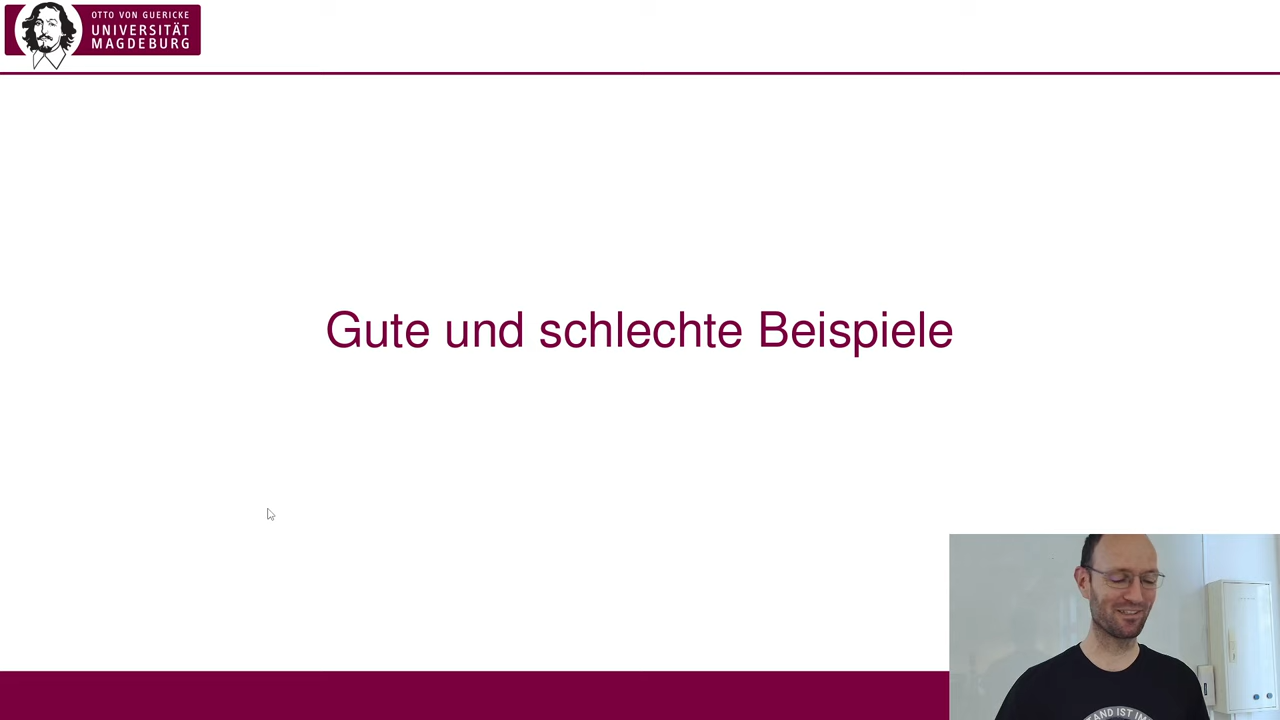 OTTO VON GUERICKE
UNIVERSITÄT
MAGDEBURG
Gute und schlechte Beispiele